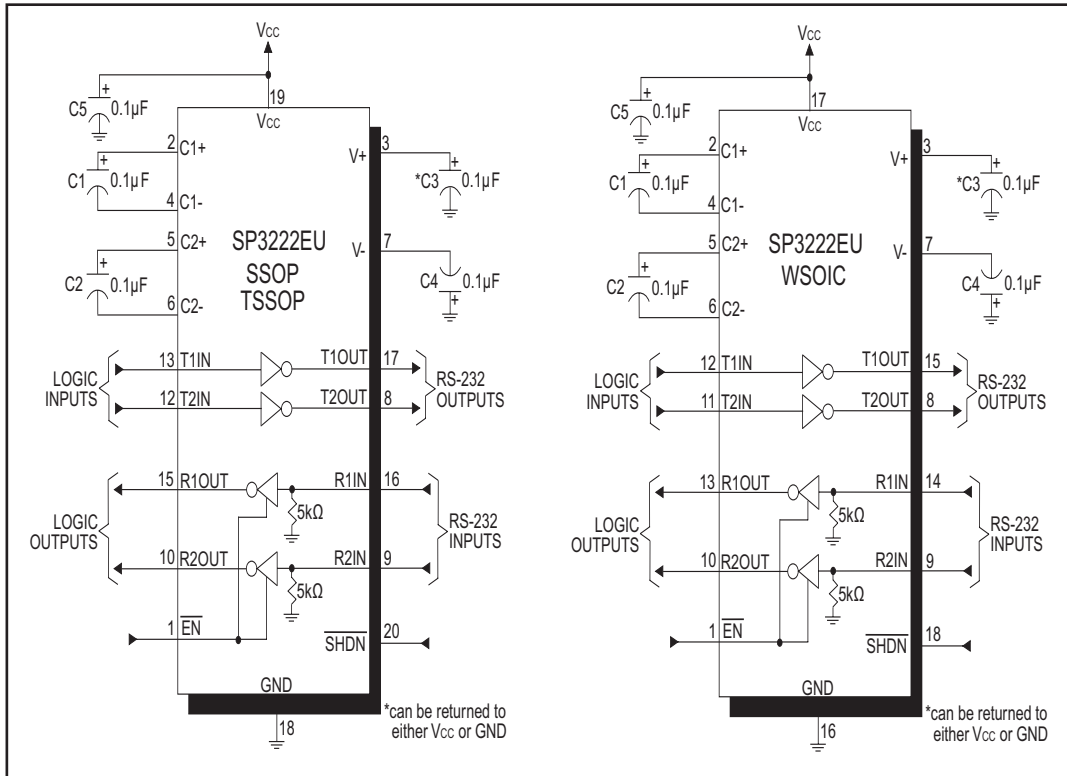 VCC
C5
+
0.1µF
19
VCC
2
C1+
C1
+
0.1µF
4
C1-
5
C2+
C2
+
0.1µF
6
C2-
SP3222EU
SSOP
TSSOP
V+
3
*C3
+
0.1µF
V-
7
C4
0.1µF
+
LOGIC
INPUTS
13
T1IN
T1OUT
17
12
T2IN
T2OUT
8
RS-232
OUTPUTS
LOGIC
OUTPUTS
15
R1OUT
R1IN
16
5kΩ
10
R2OUT
R2IN
9
5kΩ
RS-232
INPUTS
1
EN
SHDN
20
GND
18
*can be returned to
either VCC or GND
VCC
C5
+
0.1µF
17
VCC
2
C1+
C1
+
0.1µF
4
C1-
5
C2+
C2
+
0.1µF
6
C2-
SP3222EU
WSOIC
V+
3
*C3
+
0.1µF
V-
7
C4
0.1µF
+
LOGIC
INPUTS
12
T1IN
T1OUT
15
11
T2IN
T2OUT
8
RS-232
OUTPUTS
LOGIC
OUTPUTS
13
R1OUT
R1IN
14
5kΩ
10
R2OUT
R2IN
9
5kΩ
RS-232
INPUTS
1
EN
SHDN
18
GND
16
*can be returned to
either VCC or GND